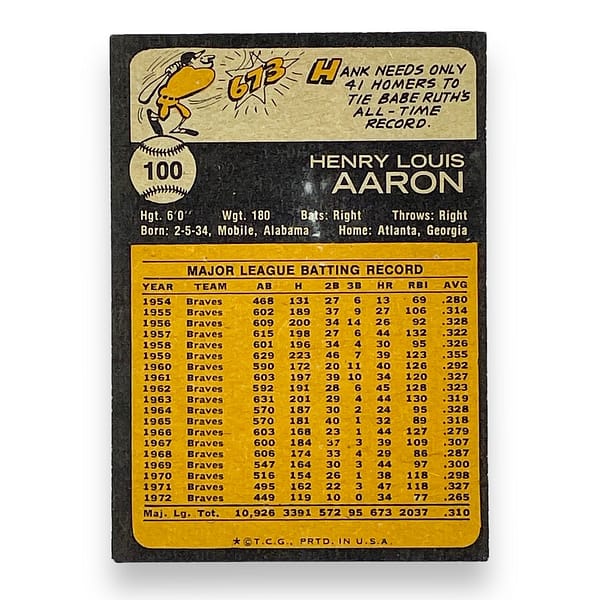 673
HANK NEEDS ONLY
41 HOMERS TO
TIE BABE RUTH'S
ALL-TIME
RECORD.
100
HENRY LOUIS
AARON
Hgt. 6'0" Wgt. 180 Bats: Right Throws: Right
Born: 2-5-34, Mobile, Alabama Home: Atlanta, Georgia
MAJOR LEAGUE BATTING RECORD
YEAR TEAM AB H 2B 3B HR RBI AVG
1954 Braves 468 131 27 6 13 69 .280
1955 Braves 602 189 37 9 27 106 .314
1956 Braves 609 200 34 14 26 92 .328
1957 Braves 615 198 27 6 44 132 .322
1958 Braves 601 196 34 4 30 95 .326
1959 Braves 629 223 46 7 39 123 .355
1960 Braves 590 172 20 11 40 126 .292
1961 Braves 603 197 39 10 34 120 .327
1962 Braves 592 191 28 6 45 128 .323
1963 Braves 631 201 29 4 44 130 .319
1964 Braves 570 187 30 2 24 95 .328
1965 Braves 570 181 40 1 32 89 .318
1966 Braves 603 168 23 1 44 127 .279
1967 Braves 600 184 37 3 39 109 .307
1968 Braves 606 174 33 4 29 86 .287
1969 Braves 547 164 30 3 44 97 .300
1970 Braves 516 154 26 1 38 118 .298
1971 Braves 495 162 22 3 47 118 .327
1972 Braves 449 119 10 0 34 77 .265
Maj. Lg. Tot. 10,926 3391 572 95 673 2037 .310
★©T.C.G., PRTD. IN U.S.A.